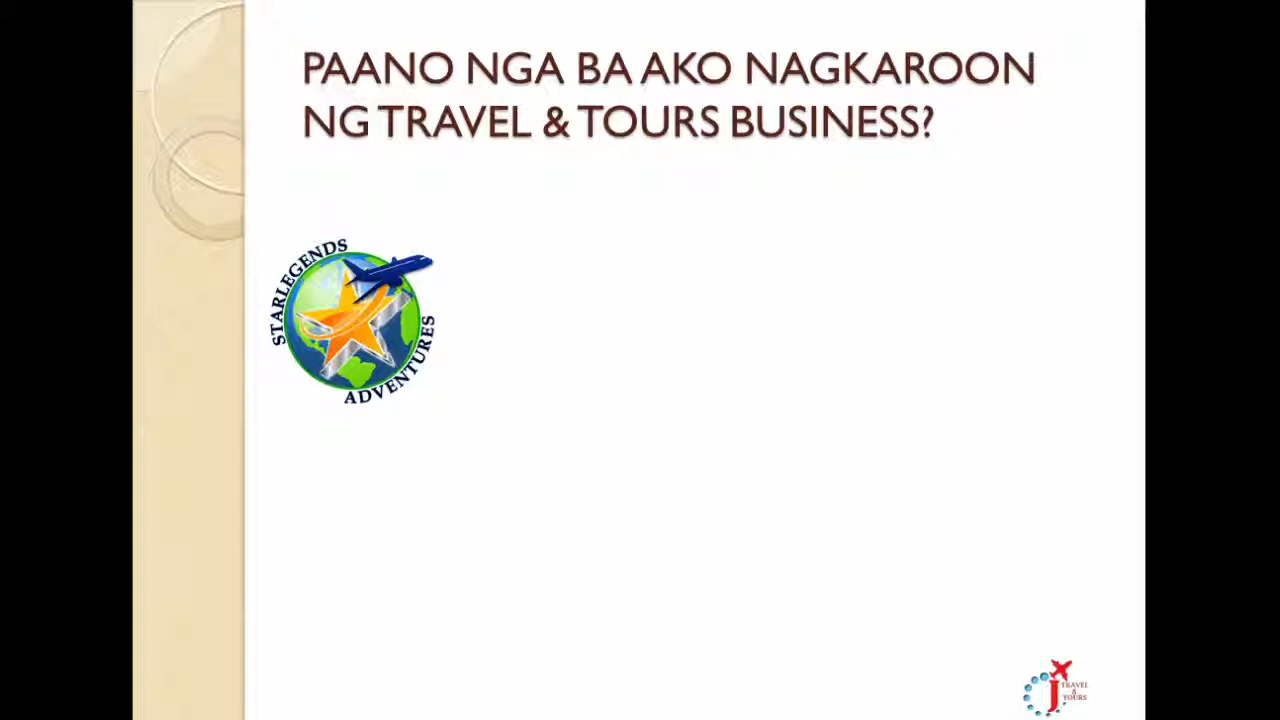 PAANO NGA BA AKO NAGKAROON
NG TRAVEL & TOURS BUSINESS?
STARLEGENDS
ADVENTURES
J TRAVEL
&
TOURS